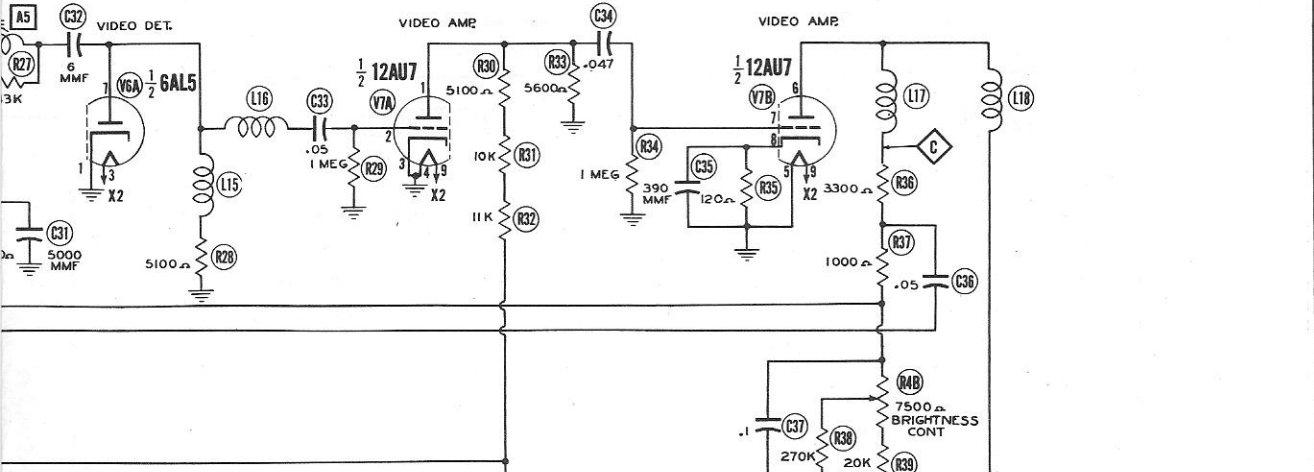 A5
C32
VIDEO DET.
VIDEO AMP.
C34
VIDEO AMP.
R27
6
MMF
7
V6A
1/2 6AL5
1/2 12AU7
V7A
1
R30
5100Ω
R33
5600Ω
.047
1/2 12AU7
V7B
6
L17
L18
3K
L16
C33
.05
1 MEG
R29
2
3
4
9
X2
10K
R31
11K
R32
R34
1 MEG
C35
390
MMF
120Ω
R35
7
8
5
9
X2
C
R36
3300Ω
1
3
X2
L15
5100Ω
R28
C31
5000
MMF
R37
1000Ω
.05
C36
R4B
7500Ω
BRIGHTNESS
CONT
.1
C37
R38
270K
20K
R39